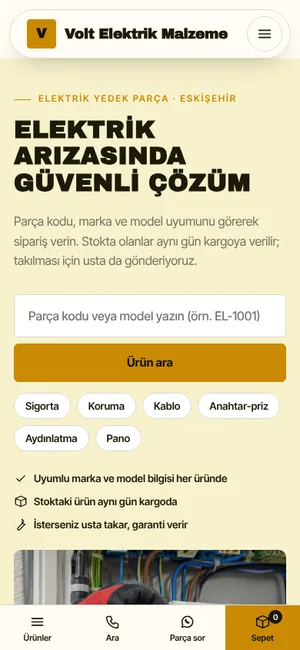 V Volt Elektrik Malzeme
ELEKTRİK YEDEK PARÇA · ESKİŞEHİR
ELEKTRİK
ARIZASINDA
GÜVENLİ ÇÖZÜM
Parça kodu, marka ve model uyumunu görerek
sipariş verin. Stokta olanlar aynı gün kargoya verilir;
takılması için usta da gönderiyoruz.
Parça kodu veya model yazın (örn. EL-1001)
Ürün ara
Sigorta Koruma Kablo Anahtar-priz
Aydınlatma Pano
Uyumlu marka ve model bilgisi her üründe
Stoktaki ürün aynı gün kargoda
İsterseniz usta takar, garanti verir
0
Ürünler Ara Parça sor Sepet